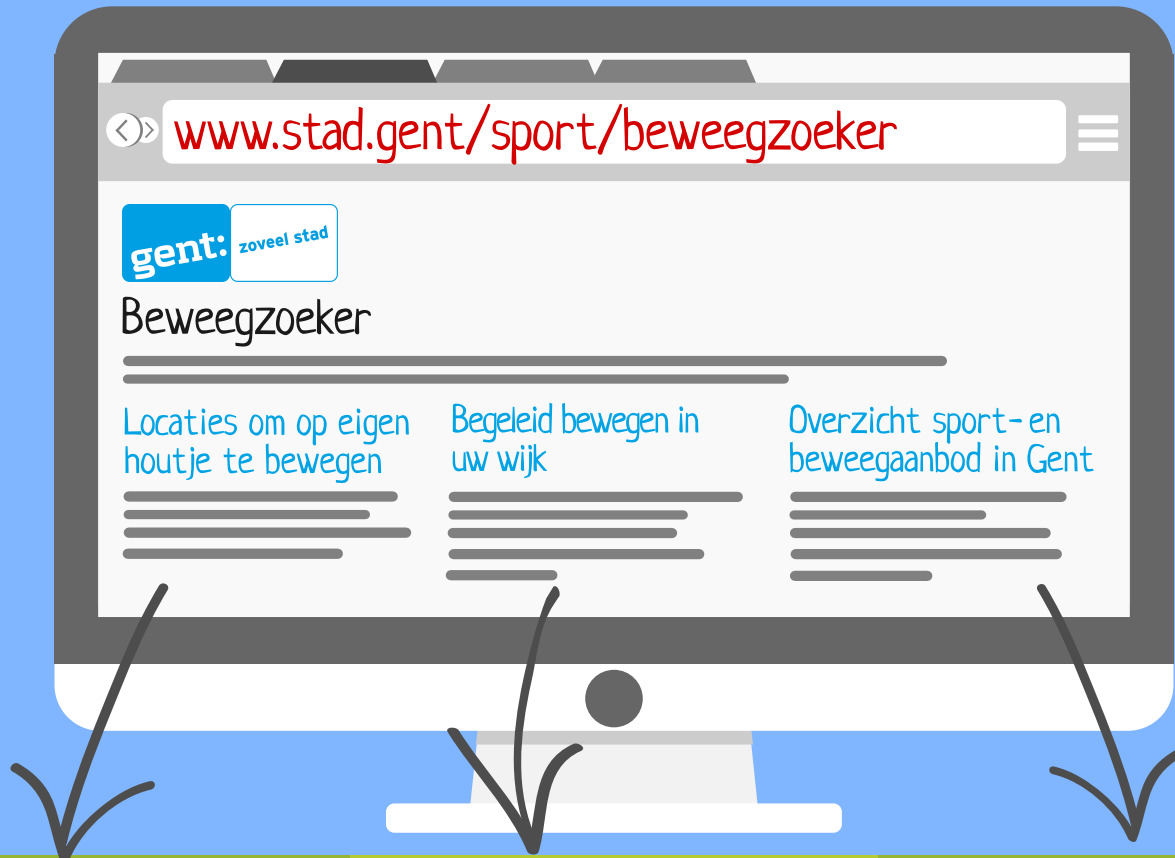 www.stad.gent/sport/beweegzoeker
gent: zoveel stad
Beweegzoeker
Locaties om op eigen
houtje te bewegen
Begeleid bewegen in
uw wijk
Overzicht sport- en
beweegaanbod in Gent